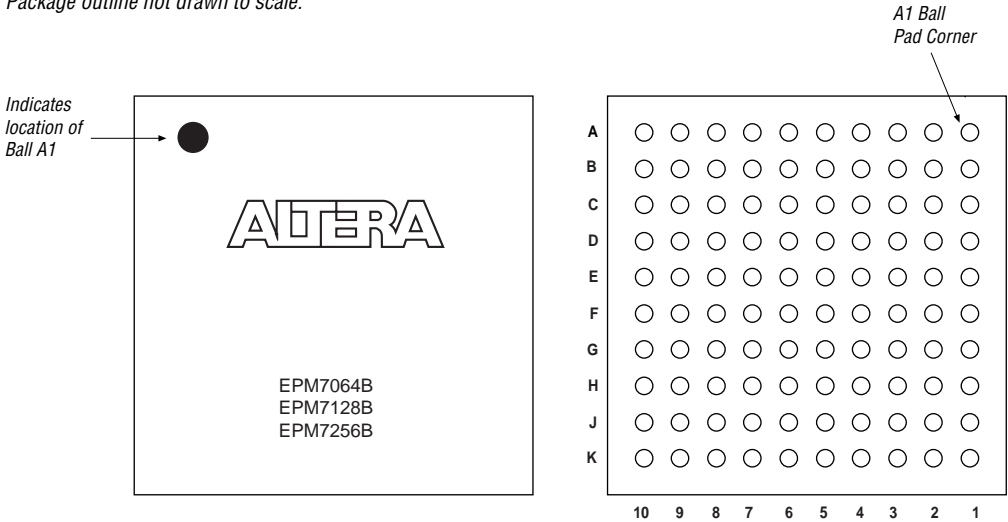 Package outline not drawn to scale.
A1 Ball
Pad Corner
Indicates
location of
Ball A1
ALTERA
EPM7064B
EPM7128B
EPM7256B
A
B
C
D
E
F
G
H
J
K
10 9 8 7 6 5 4 3 2 1